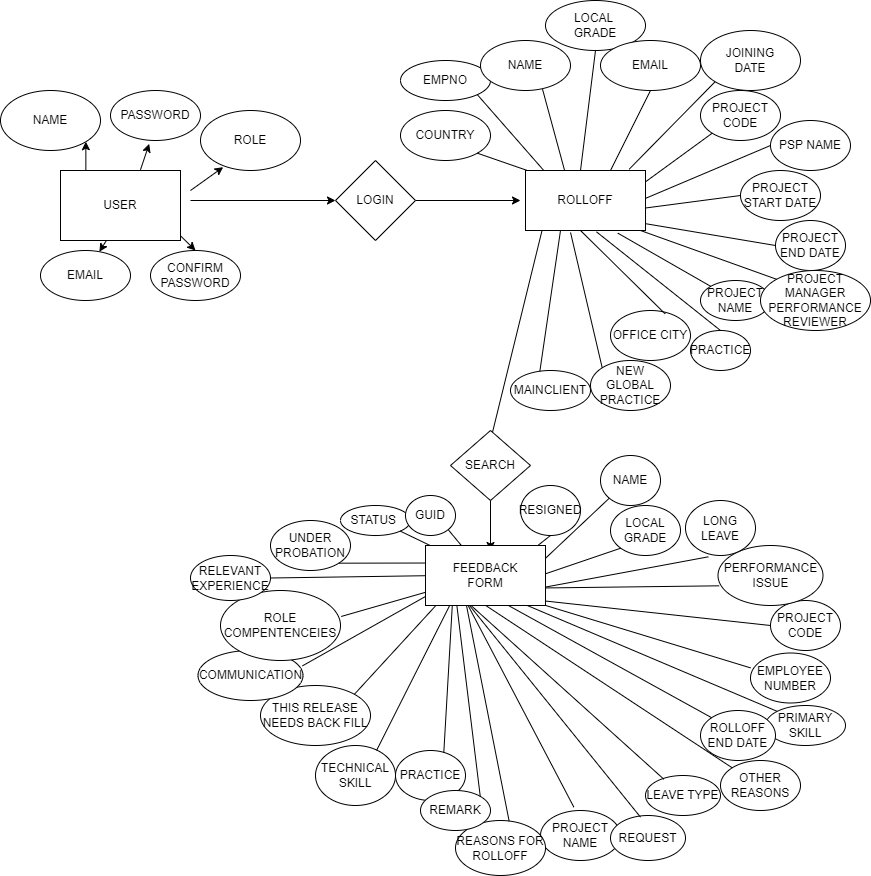 LOCAL
GRADE
NAME
EMAIL
JOINING
DATE
EMPNO
COUNTRY
PROJECT
CODE
PSP NAME
NAME
PASSWORD
ROLE
USER
LOGIN
ROLLOFF
PROJECT
START DATE
PROJECT
END DATE
EMAIL
CONFIRM
PASSWORD
PROJECT
NAME
PROJECT
MANAGER
PERFORMANCE
REVIEWER
OFFICE CITY
PRACTICE
MAINCLIENT
NEW
GLOBAL
PRACTICE
SEARCH
NAME
RESIGNED
LOCAL
GRADE
LONG
LEAVE
STATUS
GUID
UNDER
PROBATION
FEEDBACK
FORM
PERFORMANCE
ISSUE
RELEVANT
EXPERIENCE
ROLE
COMPENTENCEIES
PROJECT
CODE
COMMUNICATION
EMPLOYEE
NUMBER
THIS RELEASE
NEEDS BACK FILL
ROLLOFF
END DATE
PRIMARY
SKILL
TECHNICAL
SKILL
PRACTICE
OTHER
REASONS
LEAVE TYPE
REMARK
REASONS FOR
ROLLOFF
PROJECT
NAME
REQUEST